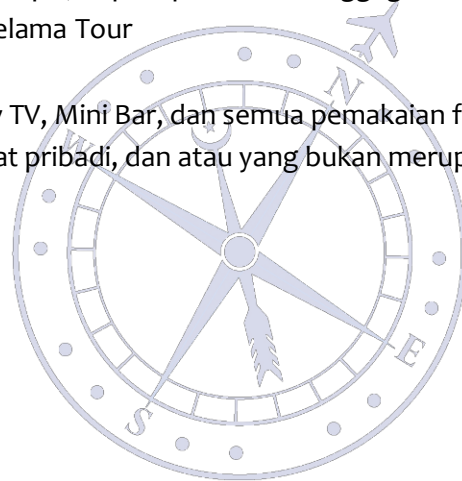 elama Tour
TV, Mini Bar, dan semua pemakaian f
at pribadi, dan atau yang bukan merup
N
W
E
S